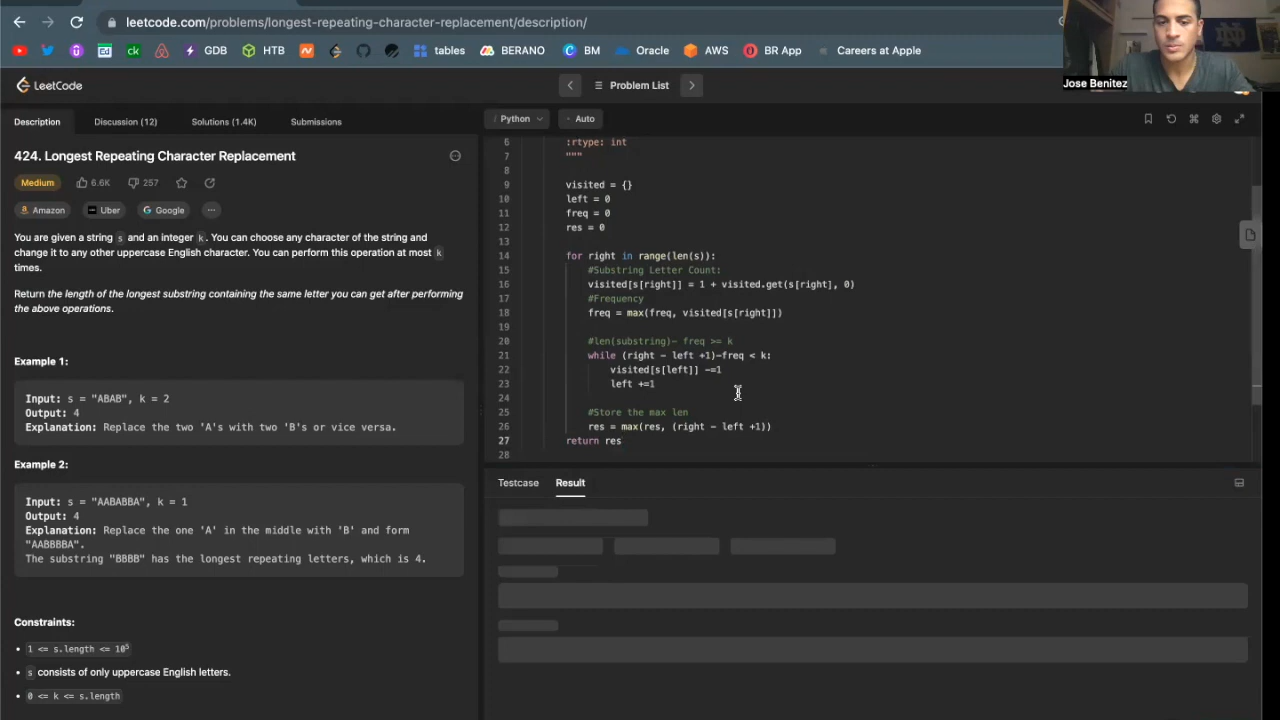 leetcode.com/problems/longest-repeating-character-replacement/description/
GDB HTB tables BERANO BM Oracle AWS BR App Careers at Apple
Jose Benitez
LeetCode
Problem List
Description Discussion (12) Solutions (1.4K) Submissions
Python Auto
424. Longest Repeating Character Replacement
Medium 6.6K 257
Amazon Uber Google
You are given a string s and an integer k. You can choose any character of the string and
change it to any other uppercase English character. You can perform this operation at most k
times.
Return the length of the longest substring containing the same letter you can get after performing
the above operations.
Example 1:
Input: s = "ABAB", k = 2
Output: 4
Explanation: Replace the two 'A's with two 'B's or vice versa.
Example 2:
Input: s = "AABABBA", k = 1
Output: 4
Explanation: Replace the one 'A' in the middle with 'B' and form
"AABBBBA".
The substring "BBBB" has the longest repeating letters, which is 4.
Constraints:
1 <= s.length <= 10⁵
s consists of only uppercase English letters.
0 <= k <= s.length
6 :rtype: int
7 """
8
9 visited = {}
10 left = 0
11 freq = 0
12 res = 0
13
14 for right in range(len(s)):
15 #Substring Letter Count:
16 visited[s[right]] = 1 + visited.get(s[right], 0)
17 #Frequency
18 freq = max(freq, visited[s[right]])
19
20 #len(substring)- freq >= k
21 while (right - left +1)-freq < k:
22 visited[s[left]] -=1
23 left +=1
24
25 #Store the max len
26 res = max(res, (right - left +1))
27 return res
28
Testcase Result